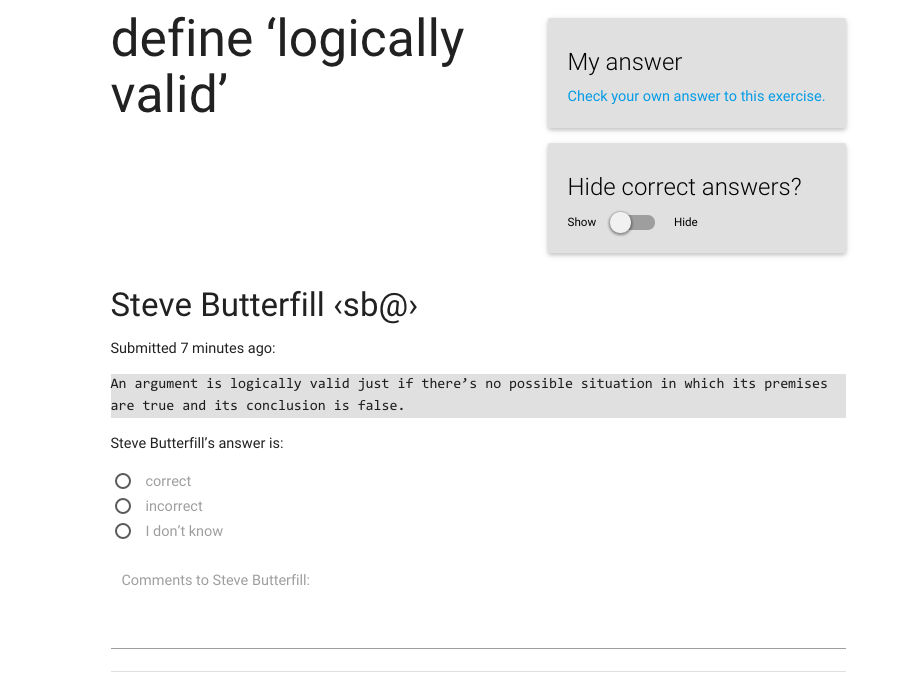 define ‘logically
valid’
My answer
Check your own answer to this exercise.
Hide correct answers?
Show
Hide
Steve Butterfill ‹sb@›
Submitted 7 minutes ago:
An argument is logically valid just if there’s no possible situation in which its premises
are true and its conclusion is false.
Steve Butterfill’s answer is:
correct
incorrect
I don’t know
Comments to Steve Butterfill: